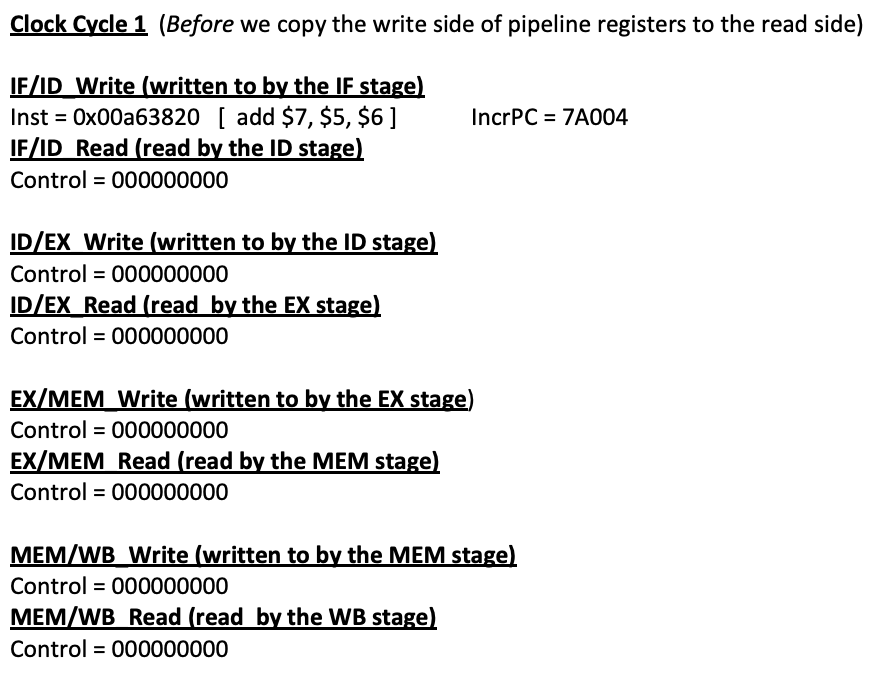 Clock Cycle 1 (Before we copy the write side of pipeline registers to the read side)
IF/ID_Write (written to by the IF stage)
Inst = 0x00a63820 [ add $7, $5, $6 ] IncrPC = 7A004
IF/ID_Read (read by the ID stage)
Control = 000000000
ID/EX_Write (written to by the ID stage)
Control = 000000000
ID/EX_Read (read by the EX stage)
Control = 000000000
EX/MEM_Write (written to by the EX stage)
Control = 000000000
EX/MEM_Read (read by the MEM stage)
Control = 000000000
MEM/WB_Write (written to by the MEM stage)
Control = 000000000
MEM/WB_Read (read by the WB stage)
Control = 000000000